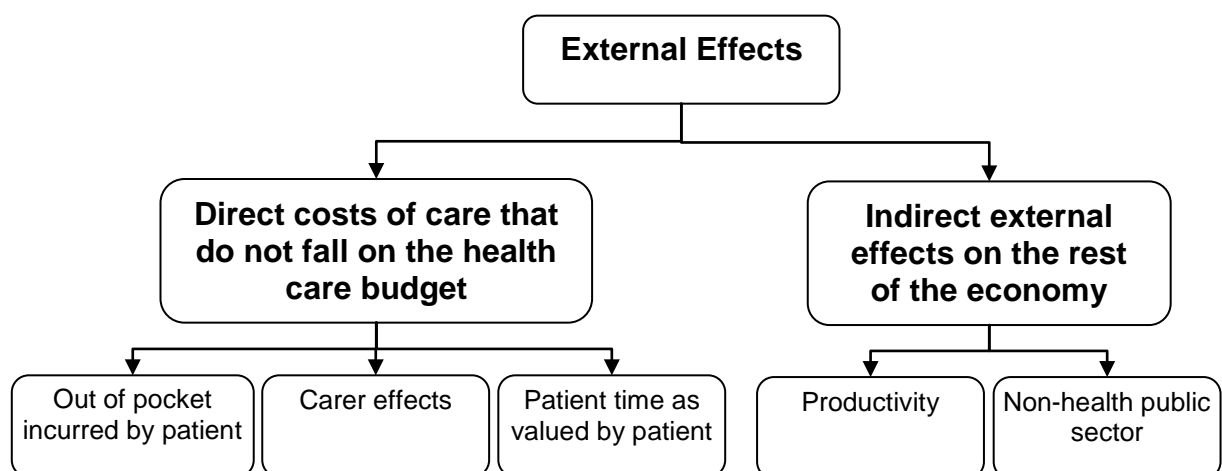 External Effects
Direct costs of care that
do not fall on the health
care budget
Indirect external
effects on the rest
of the economy
Out of pocket
incurred by patient
Carer effects
Patient time as
valued by patient
Productivity
Non-health public
sector